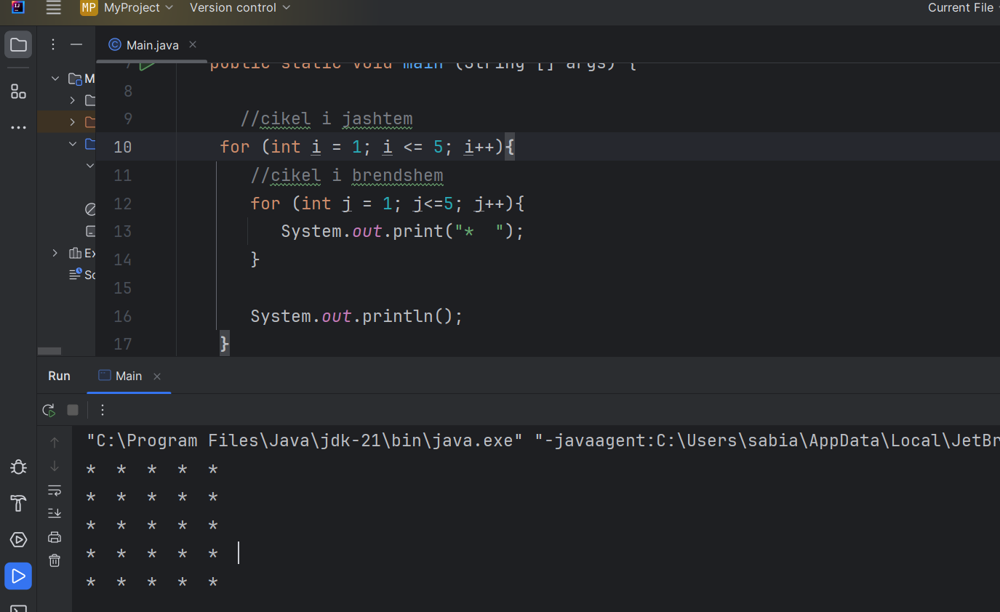 MP MyProject Version control Current File
Main.java
7 public static void main (String [] args) {
8
9 //cikel i jashtem
10 for (int i = 1; i <= 5; i++){
11 //cikel i brendshem
12 for (int j = 1; j<=5; j++){
13 System.out.print("*  ");
14 }
15
16 System.out.println();
17 }
M
Ex
Sc
Run Main
"C:\Program Files\Java\jdk-21\bin\java.exe" "-javaagent:C:\Users\sabia\AppData\Local\JetBr
*  *  *  *  *
*  *  *  *  *
*  *  *  *  *
*  *  *  *  *
*  *  *  *  *